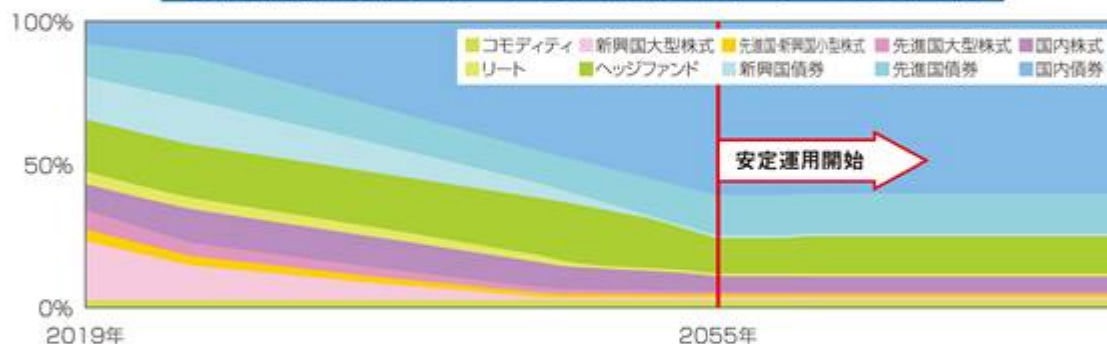 100%
コモディティ 新興国大型株式 先進国・新興国小型株式 先進国大型株式 国内株式
リート ヘッジファンド 新興国債券 先進国債券 国内債券
50%
安定運用開始
0%
2019年 2055年